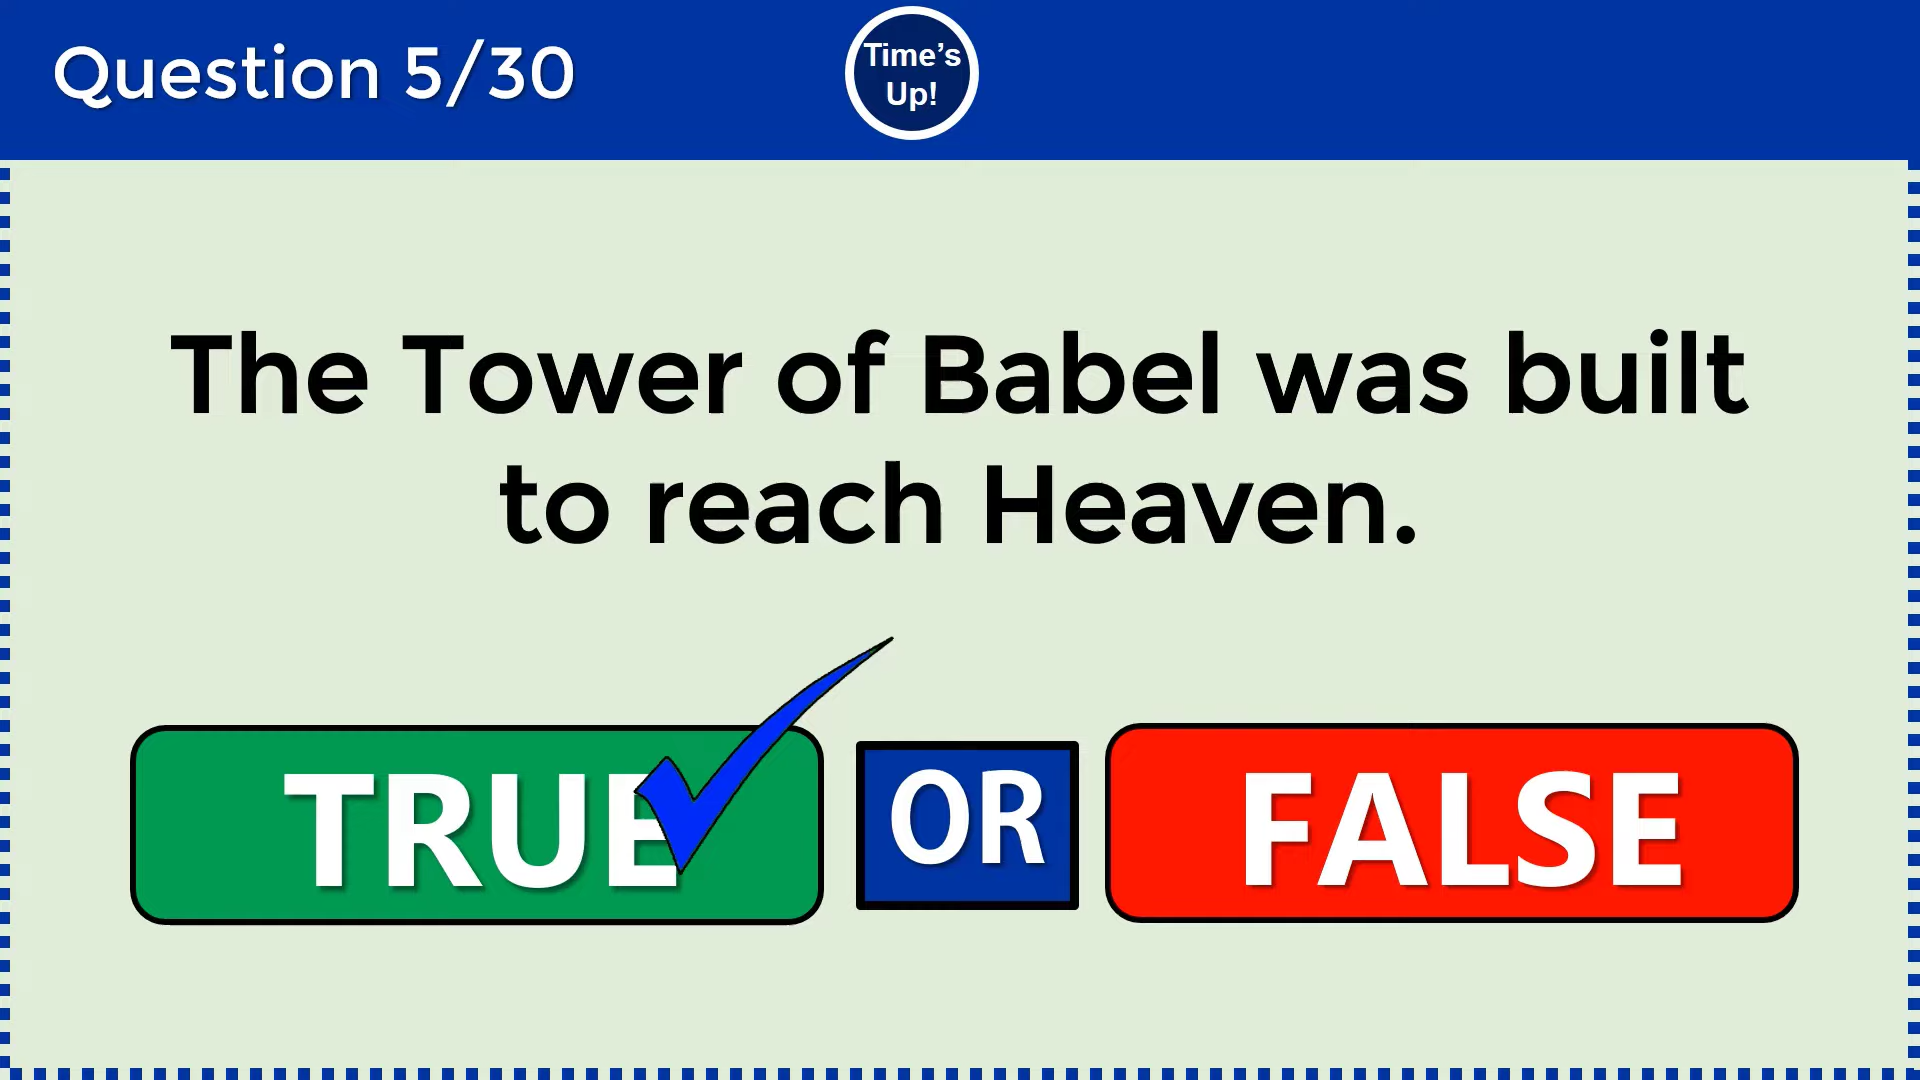 Question 5/30
Time’s
Up!
The Tower of Babel was built
to reach Heaven.
TRUE
OR
FALSE